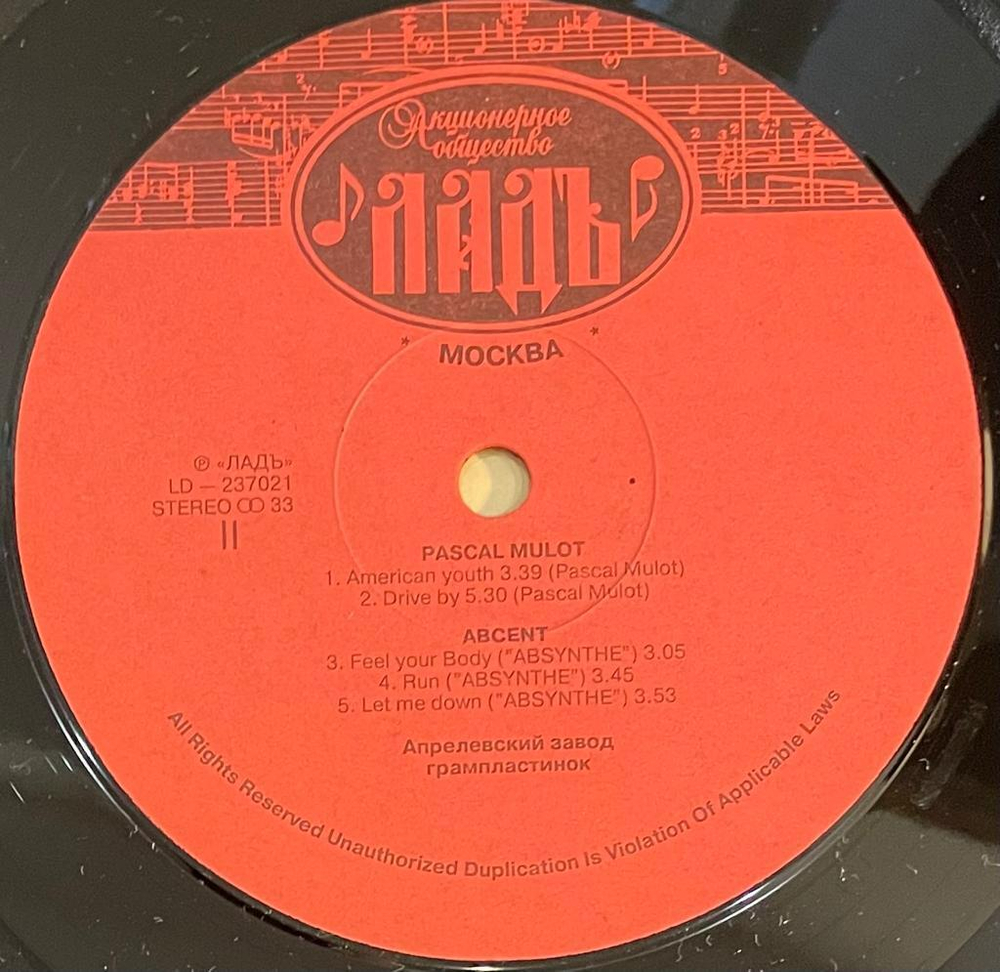 Акционерное
общество
ЛАДЪ
* МОСКВА *
℗ «ЛАДЪ»
LD — 237021
STEREO OO 33
II
PASCAL MULOT
1. American youth 3.39 (Pascal Mulot)
2. Drive by 5.30 (Pascal Mulot)
ABCENT
3. Feel your Body ("ABSYNTHE") 3.05
4. Run ("ABSYNTHE") 3.45
5. Let me down ("ABSYNTHE") 3.53
Апрелевский завод
грампластинок
All Rights Reserved Unauthorized Duplication Is Violation Of Applicable Laws